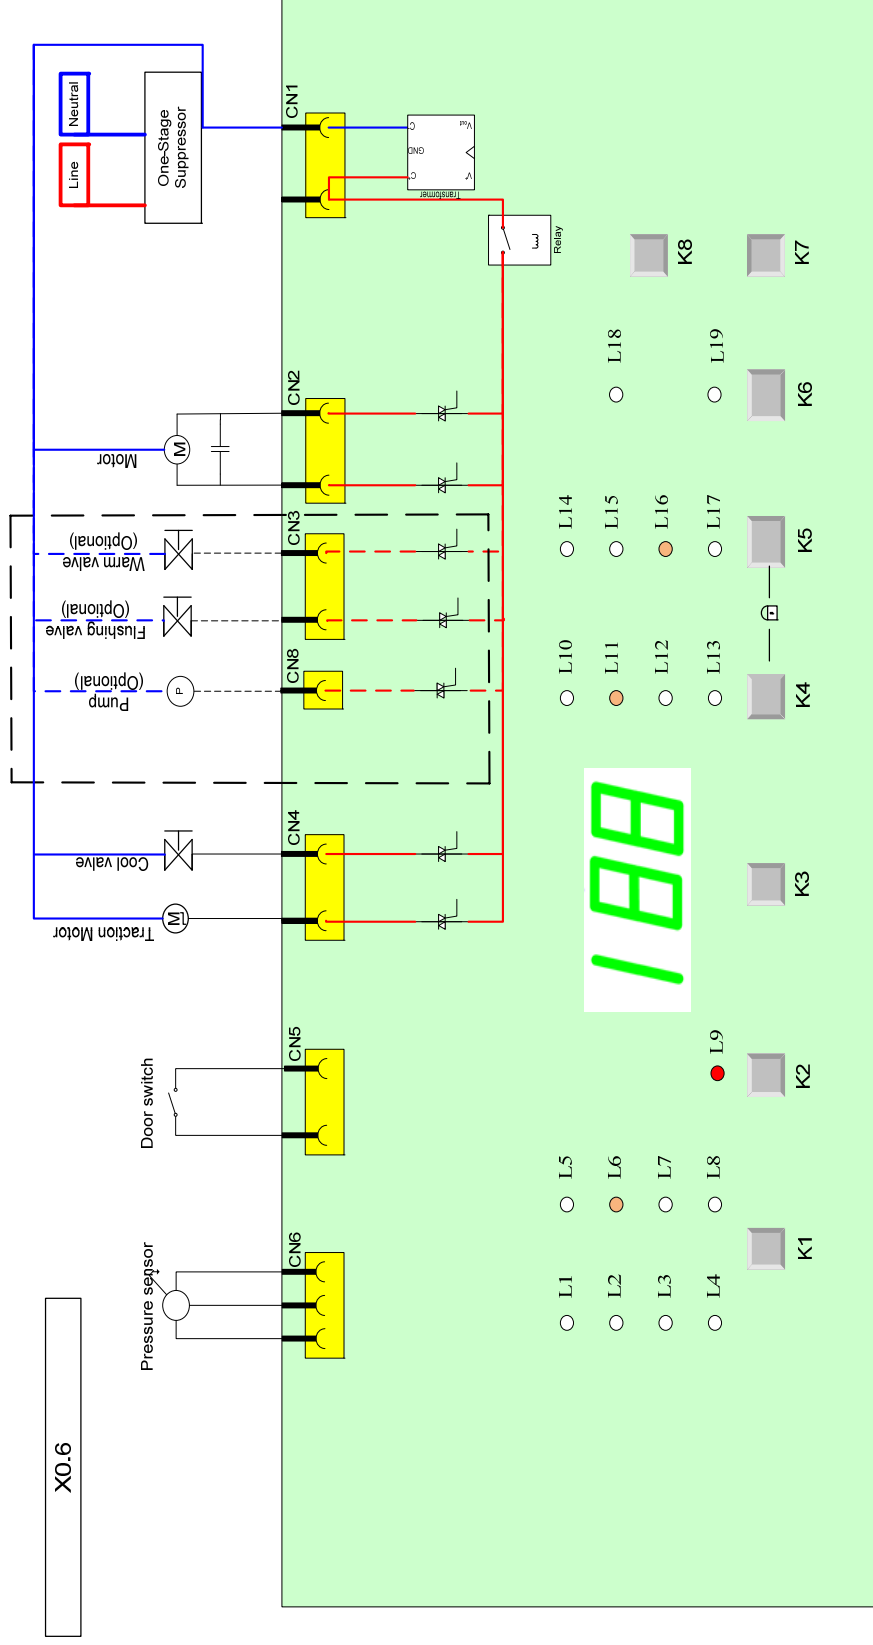 Neutral
Line
One-Stage
Suppressor
CN1
C
Vout
GND
C
V
Transformer
Relay
K8
K7
CN2
M
Motor
L18
L19
K6
CN3
Warm valve
(Optional)
Flushing valve
(Optional)
L14
L15
L16
L17
K5
CN8
P
Pump
(Optional)
L10
L11
L12
L13
K4
CN4
Cool valve
M
Traction Motor
188
K3
CN5
Door switch
L9
K2
CN6
Pressure sensor
L5
L6
L7
L8
L1
L2
L3
L4
K1
X0.6